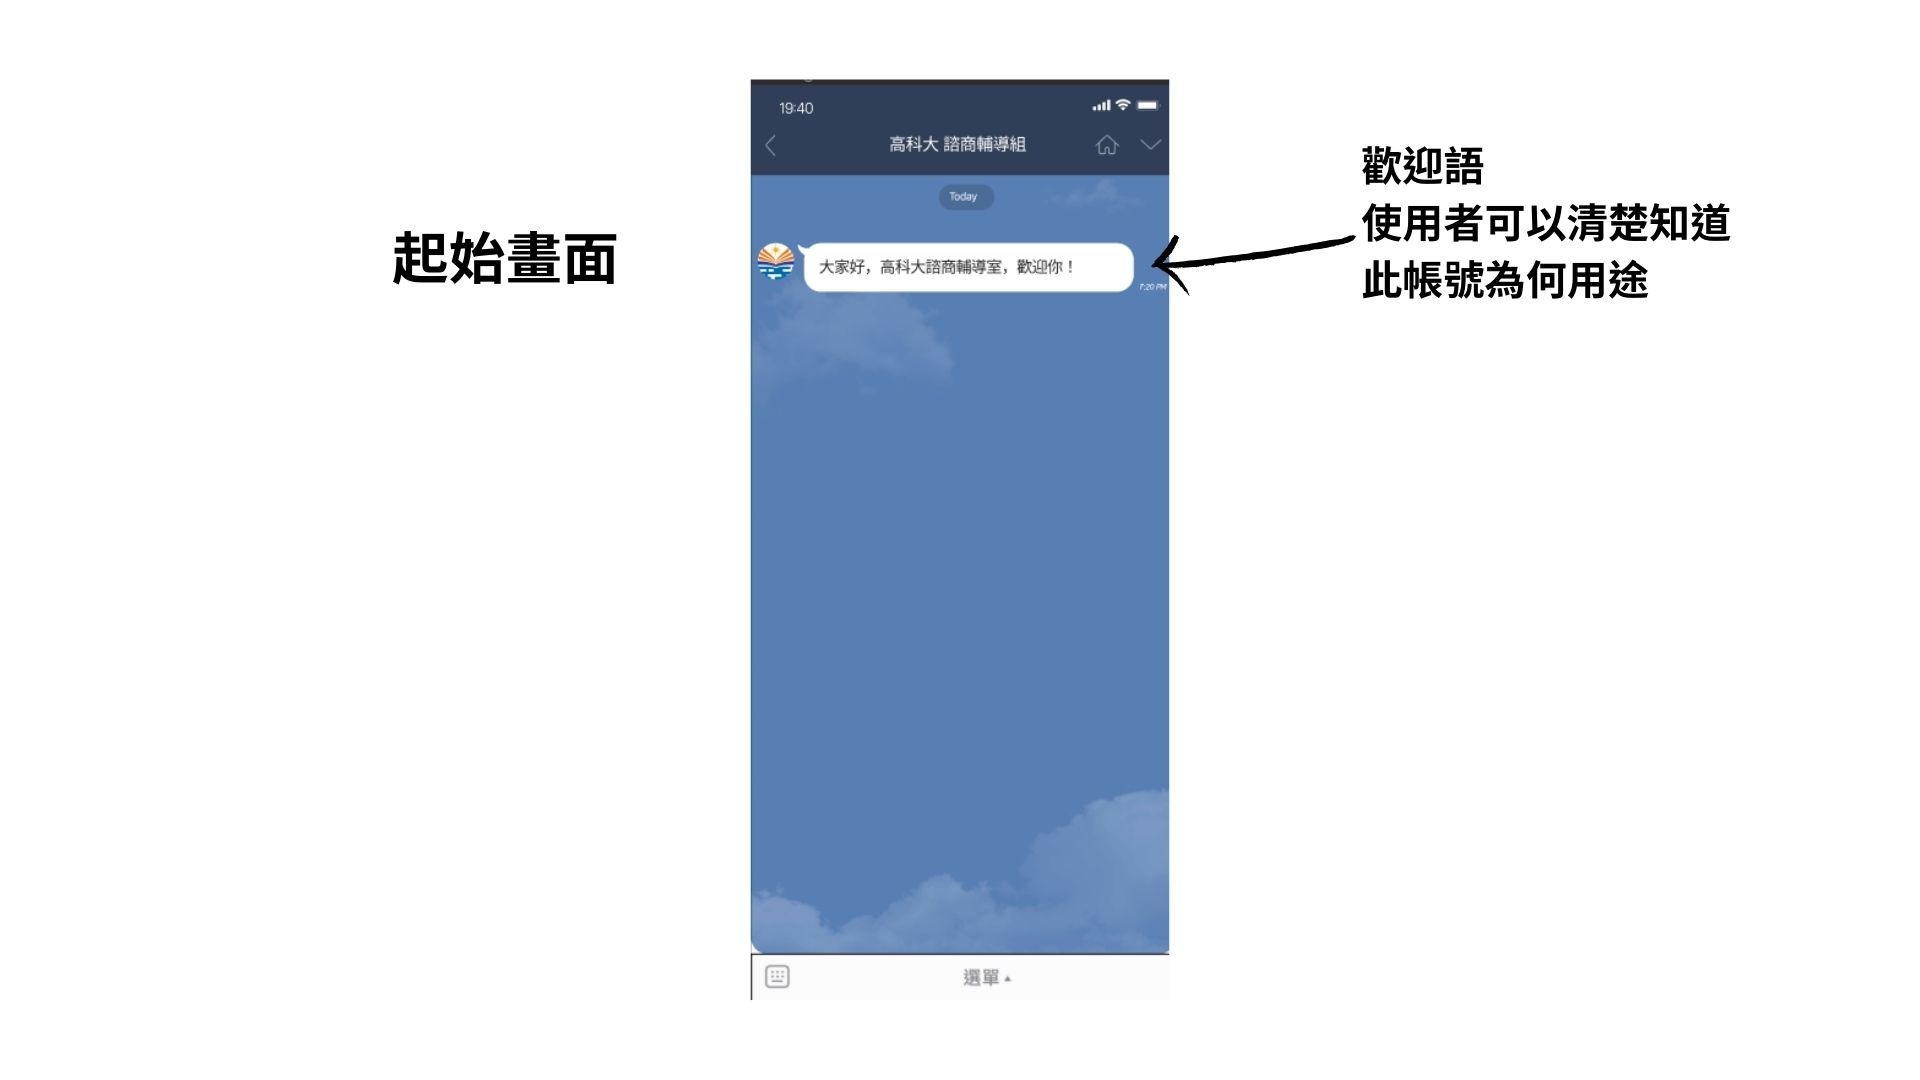 起始畫面
19:40
高科大 諮商輔導組
Today
大家好，高科大諮商輔導室，歡迎你！
7:20 PM
選單
歡迎語
使用者可以清楚知道
此帳號為何用途